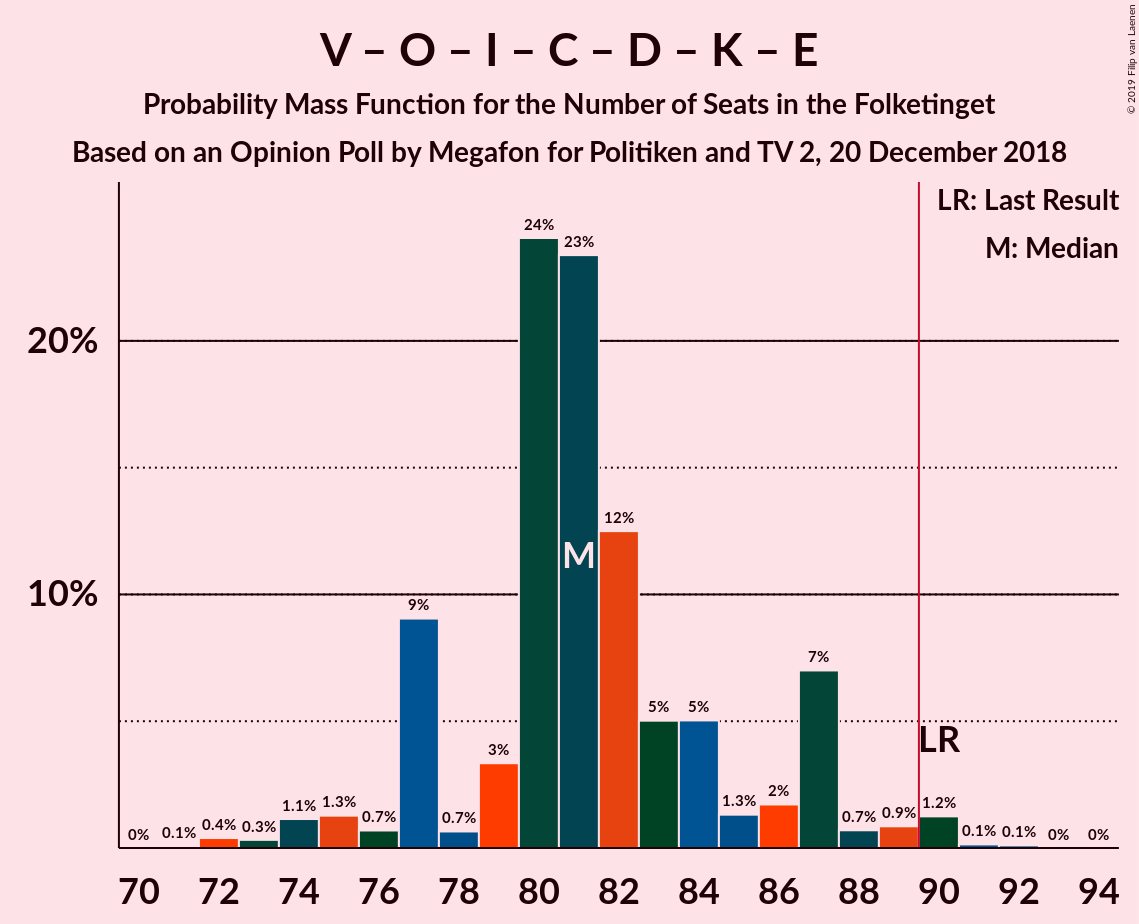 V – O – I – C – D – K – E
Probability Mass Function for the Number of Seats in the Folketinget
Based on an Opinion Poll by Megafon for Politiken and TV 2, 20 December 2018
© 2019 Filip van Laenen
LR: Last Result
M: Median
20%
10%
0% 0.1% 0.4% 0.3% 1.1% 1.3% 0.7% 9% 0.7% 3% 24% 23% 12% 5% 5% 1.3% 2% 7% 0.7% 0.9% 1.2% 0.1% 0.1% 0% 0%
M
LR
70 72 74 76 78 80 82 84 86 88 90 92 94